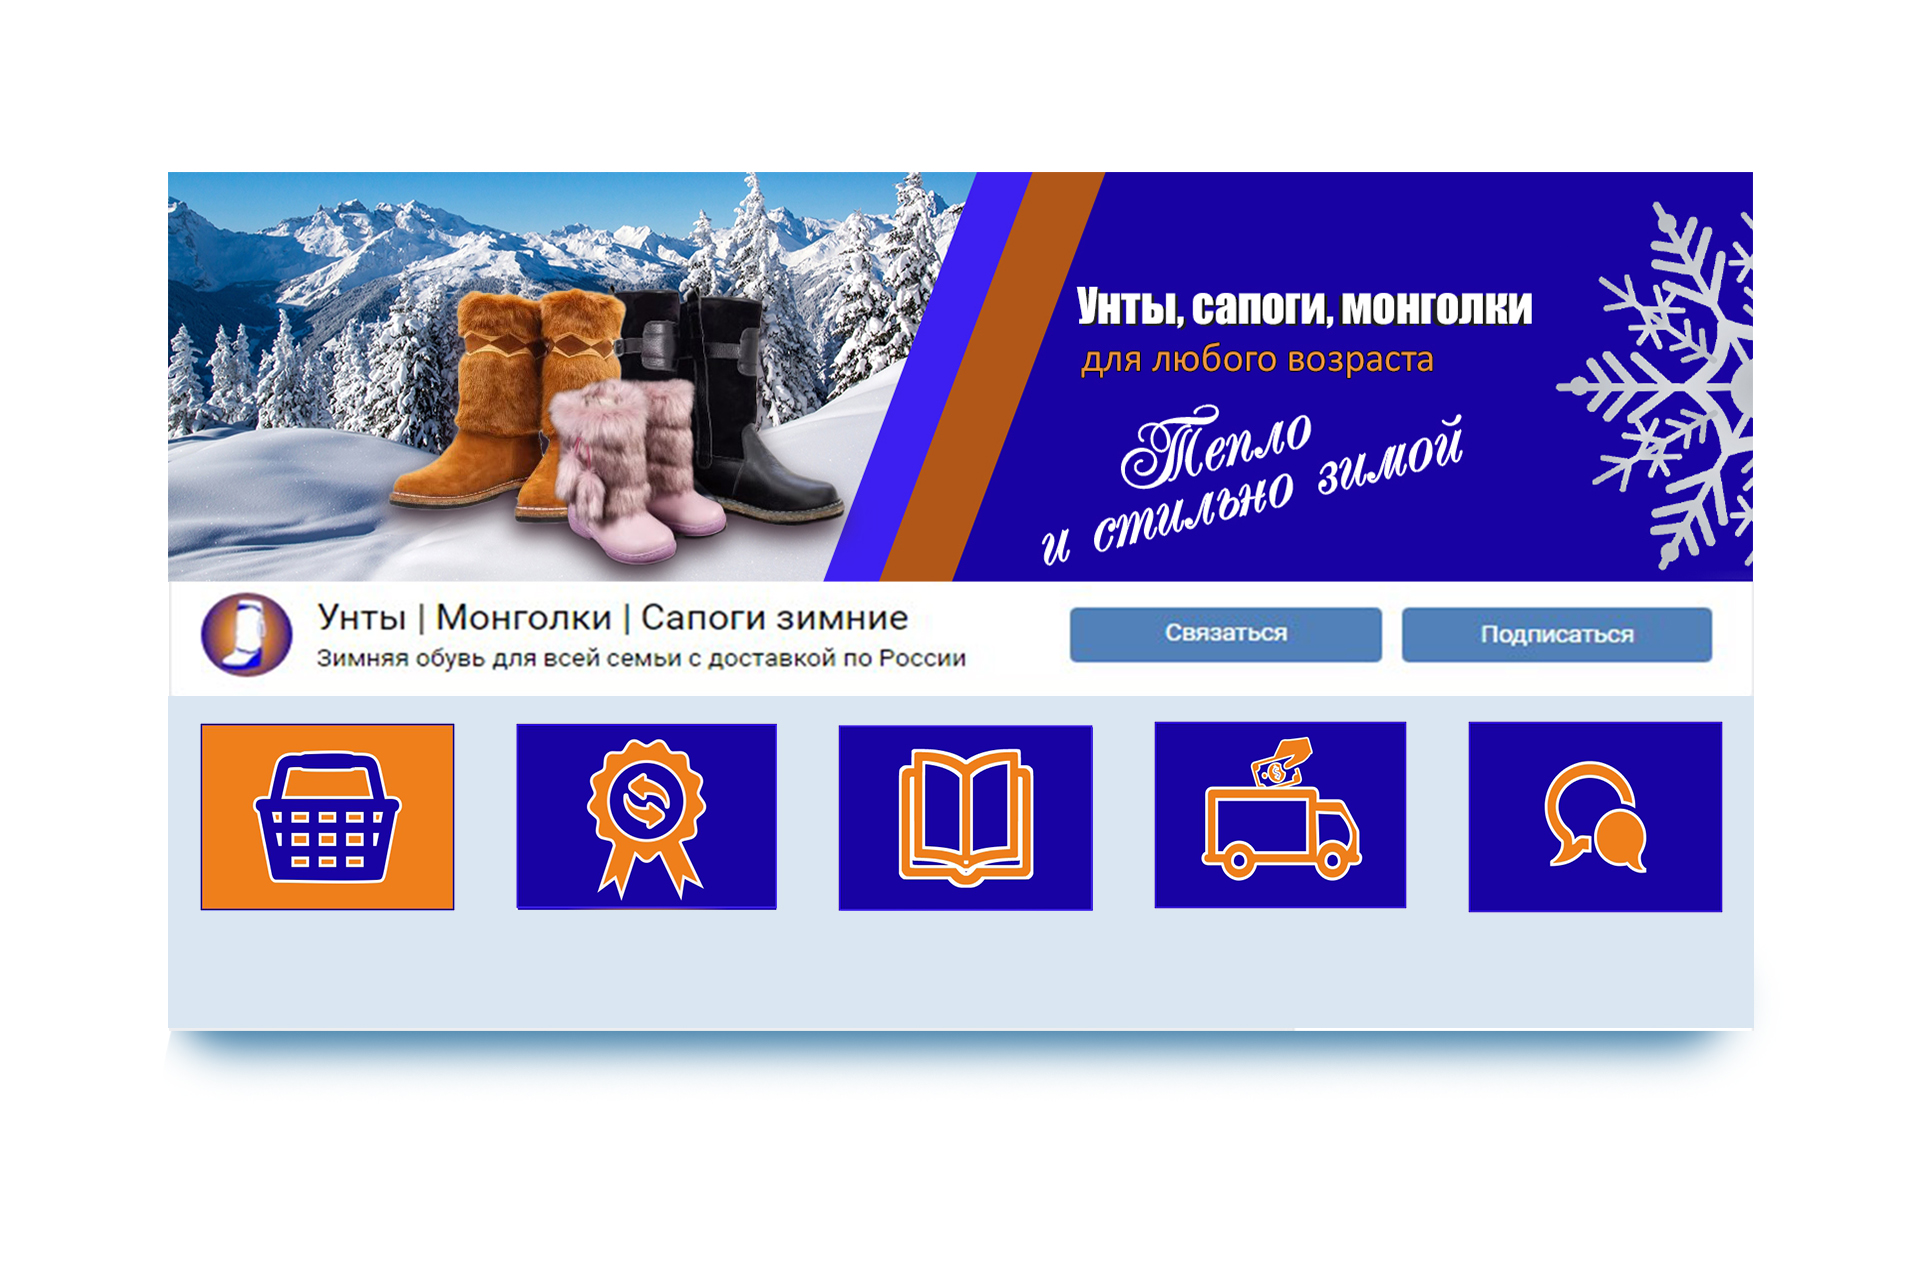 Унты, сапоги, монголки
для любого возраста
Тепло
и стильно зимой
Унты | Монголки | Сапоги зимние
Зимняя обувь для всей семьи с доставкой по России
Связаться
Подписаться